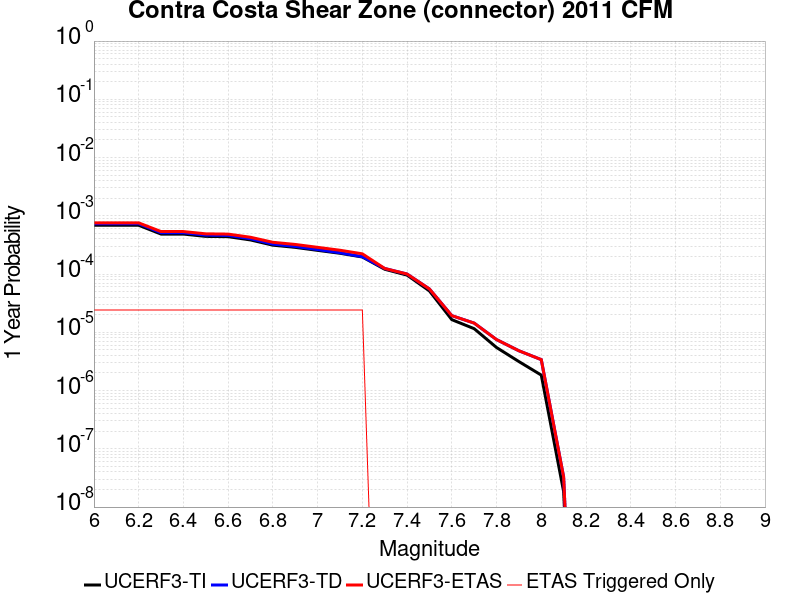 Contra Costa Shear Zone (connector) 2011 CFM
10^0
10^-1
10^-2
10^-3
10^-4
10^-5
10^-6
10^-7
10^-8
1 Year Probability
6 6.2 6.4 6.6 6.8 7 7.2 7.4 7.6 7.8 8 8.2 8.4 8.6 8.8 9
Magnitude
UCERF3-TI UCERF3-TD UCERF3-ETAS ETAS Triggered Only